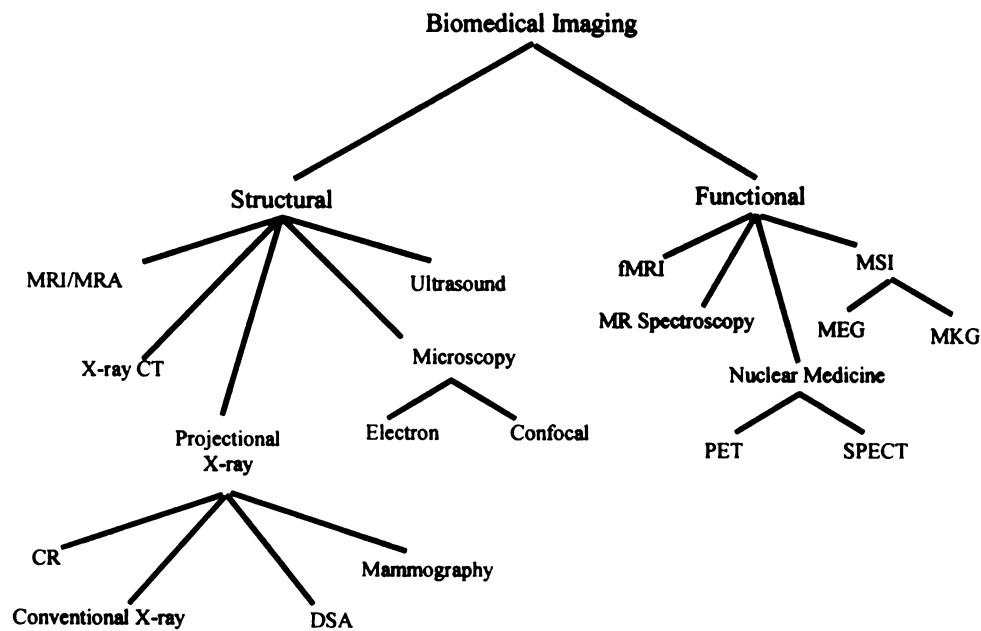 Biomedical Imaging
Structural
Functional
MRI/MRA
X-ray CT
Projectional
X-ray
CR
Conventional X-ray
DSA
Mammography
Microscopy
Electron
Confocal
Ultrasound
fMRI
MR Spectroscopy
Nuclear Medicine
PET
SPECT
MSI
MEG
MKG